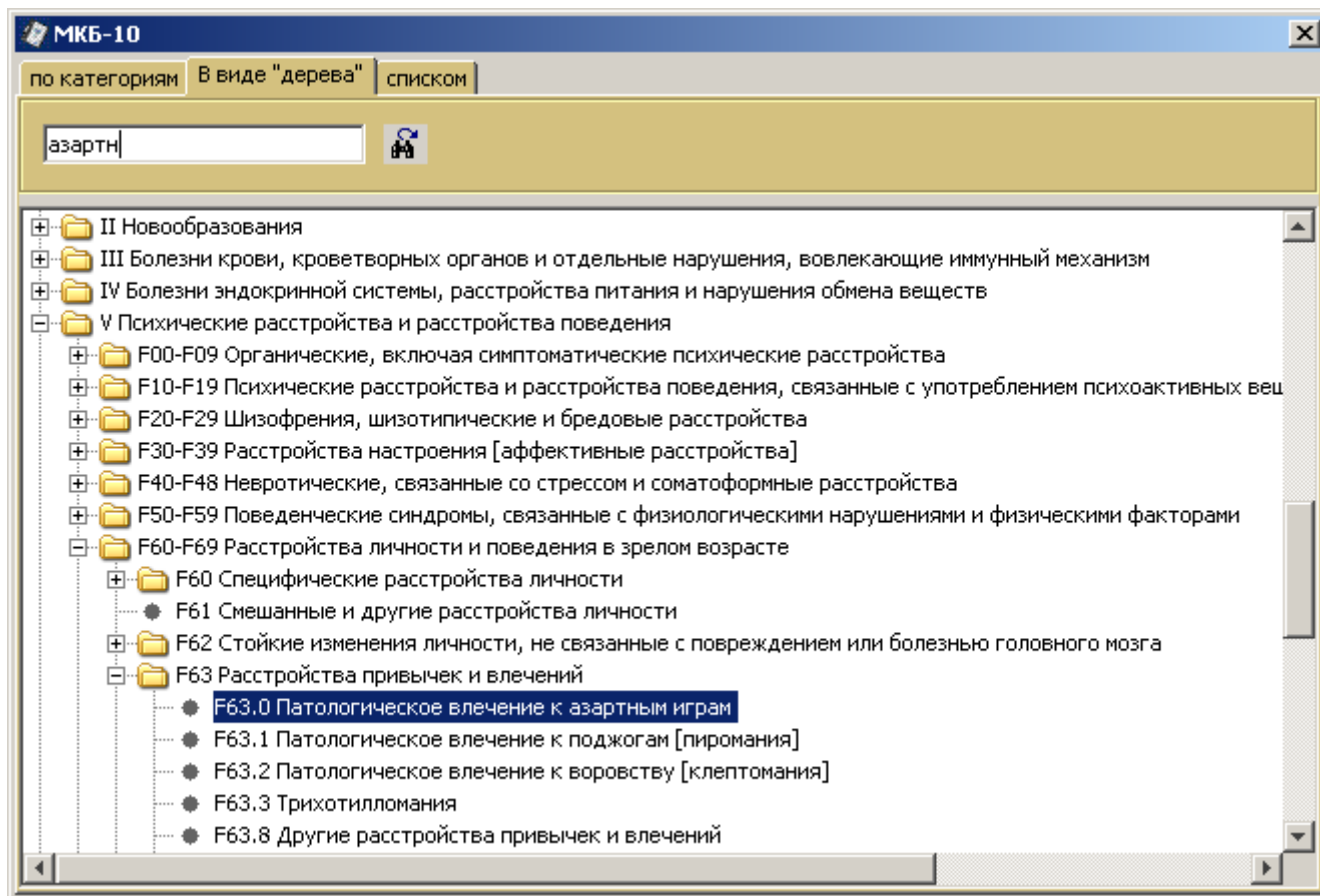 МКБ-10
по категориям В виде "дерева" списком
азартн
II Новообразования
III Болезни крови, кроветворных органов и отдельные нарушения, вовлекающие иммунный механизм
IV Болезни эндокринной системы, расстройства питания и нарушения обмена веществ
V Психические расстройства и расстройства поведения
F00-F09 Органические, включая симптоматические психические расстройства
F10-F19 Психические расстройства и расстройства поведения, связанные с употреблением психоактивных вещ
F20-F29 Шизофрения, шизотипические и бредовые расстройства
F30-F39 Расстройства настроения [аффективные расстройства]
F40-F48 Невротические, связанные со стрессом и соматоформные расстройства
F50-F59 Поведенческие синдромы, связанные с физиологическими нарушениями и физическими факторами
F60-F69 Расстройства личности и поведения в зрелом возрасте
F60 Специфические расстройства личности
F61 Смешанные и другие расстройства личности
F62 Стойкие изменения личности, не связанные с повреждением или болезнью головного мозга
F63 Расстройства привычек и влечений
F63.0 Патологическое влечение к азартным играм
F63.1 Патологическое влечение к поджогам [пиромания]
F63.2 Патологическое влечение к воровству [клептомания]
F63.3 Трихотилломания
F63.8 Другие расстройства привычек и влечений